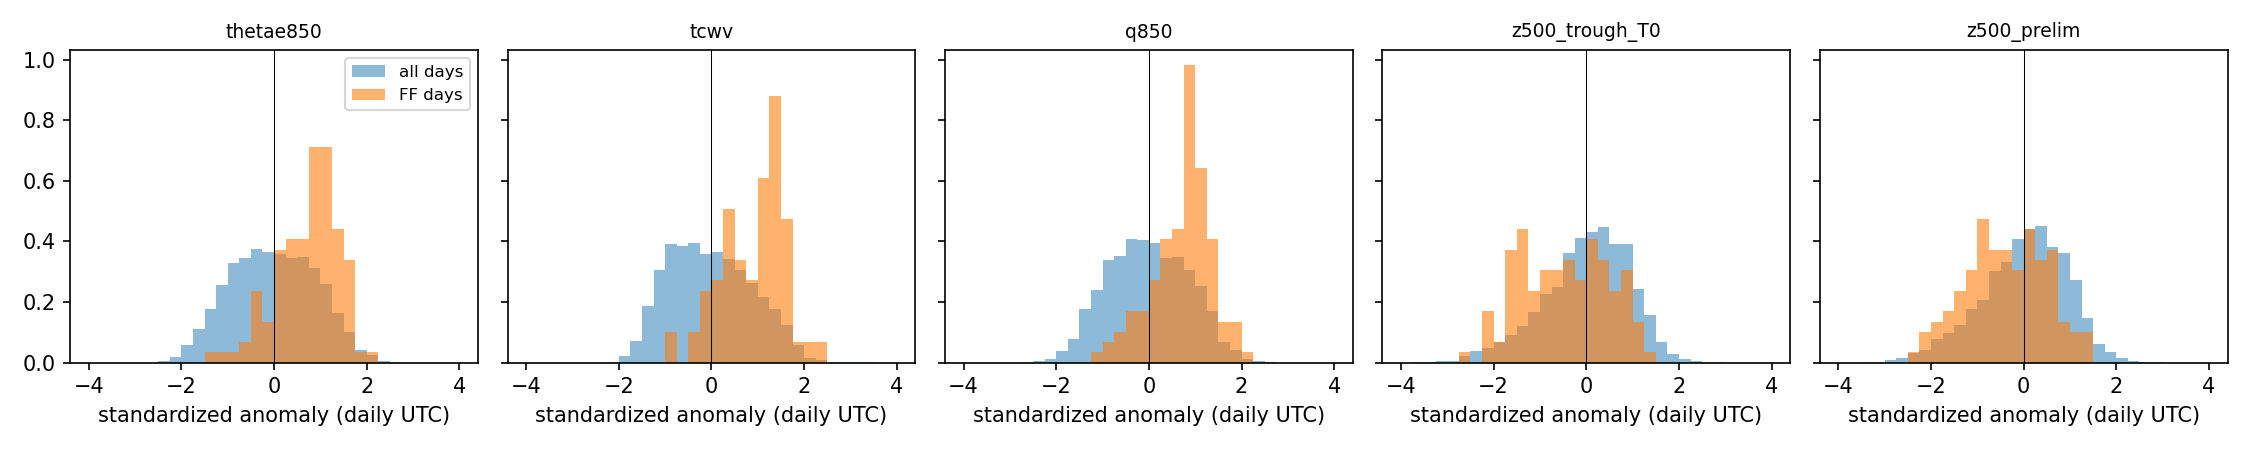 thetae850
tcwv
q850
z500_trough_T0
z500_prelim
all days
FF days
1.0
0.8
0.6
0.4
0.2
0.0
−4 −2 0 2 4
−4 −2 0 2 4
−4 −2 0 2 4
−4 −2 0 2 4
−4 −2 0 2 4
standardized anomaly (daily UTC)
standardized anomaly (daily UTC)
standardized anomaly (daily UTC)
standardized anomaly (daily UTC)
standardized anomaly (daily UTC)